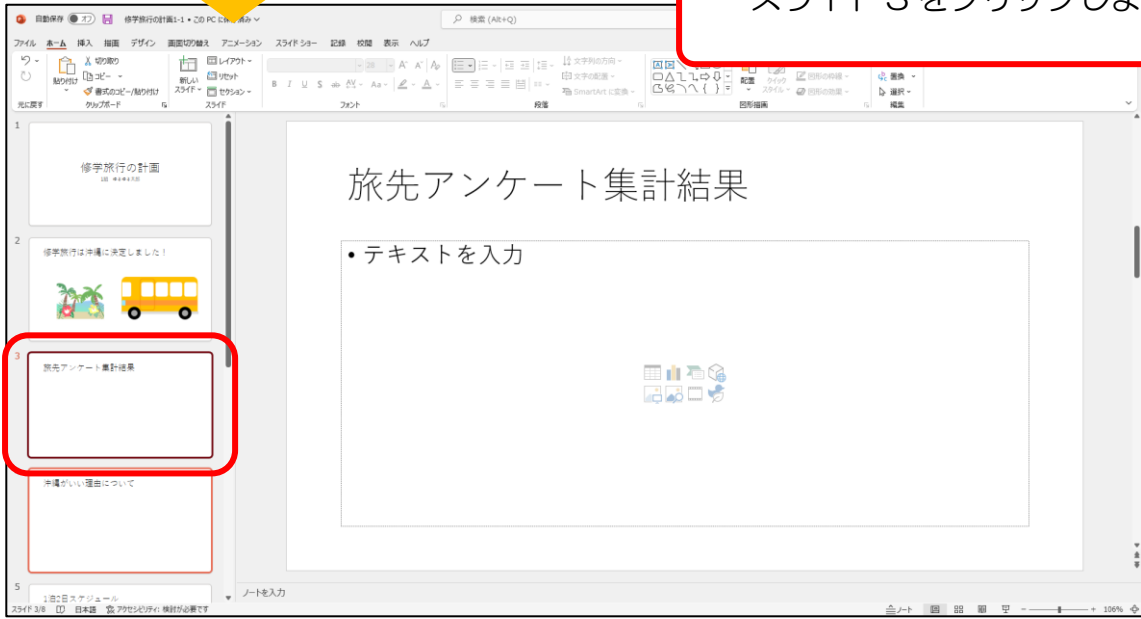 スライド 3 をクリックしよ
自動保存 オフ 修学旅行の計画1-1 • この PC に保 済み
検索 (Alt+Q)
ファイル ホーム 挿入 描画 デザイン 画面切り替え アニメーション スライド ショー 記録 校閲 表示 ヘルプ
切り取り
コピー
書式のコピー/貼り付け
貼り付け
新しい スライド
レイアウト
リセット
セクション
28
文字列の方向
文字の配置
SmartArt に変換
配置
クイック スタイル
図形の枠線
図形の効果
置換
選択
元に戻す クリップボード スライド フォント 段落 図形描画 編集
1
修学旅行の計画
2
修学旅行は沖縄に決定しました!
3
旅先アンケート集計結果
沖縄がいい理由について
5
1泊2日スケジュール
旅先アンケート集計結果
• テキストを入力
ノートを入力
スライド 3/8 日本語 アクセシビリティ: 検討が必要です
ノート
106%